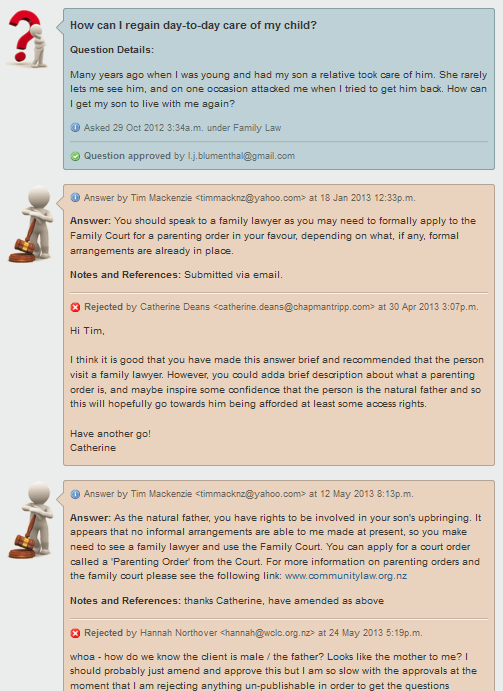 How can I regain day-to-day care of my child?
Question Details:
Many years ago when I was young and had my son a relative took care of him. She rarely
lets me see him, and on one occasion attacked me when I tried to get him back. How can
I get my son to live with me again?
Asked 29 Oct 2012 3:34a.m. under Family Law
Question approved by l.j.blumenthal@gmail.com
Answer by Tim Mackenzie <timmacknz@yahoo.com> at 18 Jan 2013 12:33p.m.
Answer: You should speak to a family lawyer as you may need to formally apply to the
Family Court for a parenting order in your favour, depending on what, if any, formal
arrangements are already in place.
Notes and References: Submitted via email.
Rejected by Catherine Deans <catherine.deans@chapmantripp.com> at 30 Apr 2013 3:07p.m.
Hi Tim,
I think it is good that you have made this answer brief and recommended that the person
visit a family lawyer. However, you could adda brief description about what a parenting
order is, and maybe inspire some confidence that the person is the natural father and so
this will hopefully go towards him being afforded at least some access rights.
Have another go!
Catherine
Answer by Tim Mackenzie <timmacknz@yahoo.com> at 12 May 2013 8:13p.m.
Answer: As the natural father, you have rights to be involved in your son's upbringing. It
appears that no informal arrangements are able to me made at present, so you make
need to see a family lawyer and use the Family Court. You can apply for a court order
called a 'Parenting Order' from the Court. For more information on parenting orders and
the family court please see the following link: www.communitylaw.org.nz
Notes and References: thanks Catherine, have amended as above
Rejected by Hannah Northover <hannah@wclc.org.nz> at 24 May 2013 5:19p.m.
whoa - how do we know the client is male / the father? Looks like the mother to me? I
should probably just amend and approve this but I am so slow with the approvals at the
moment that I am rejecting anything un-publishable in order to get the questions